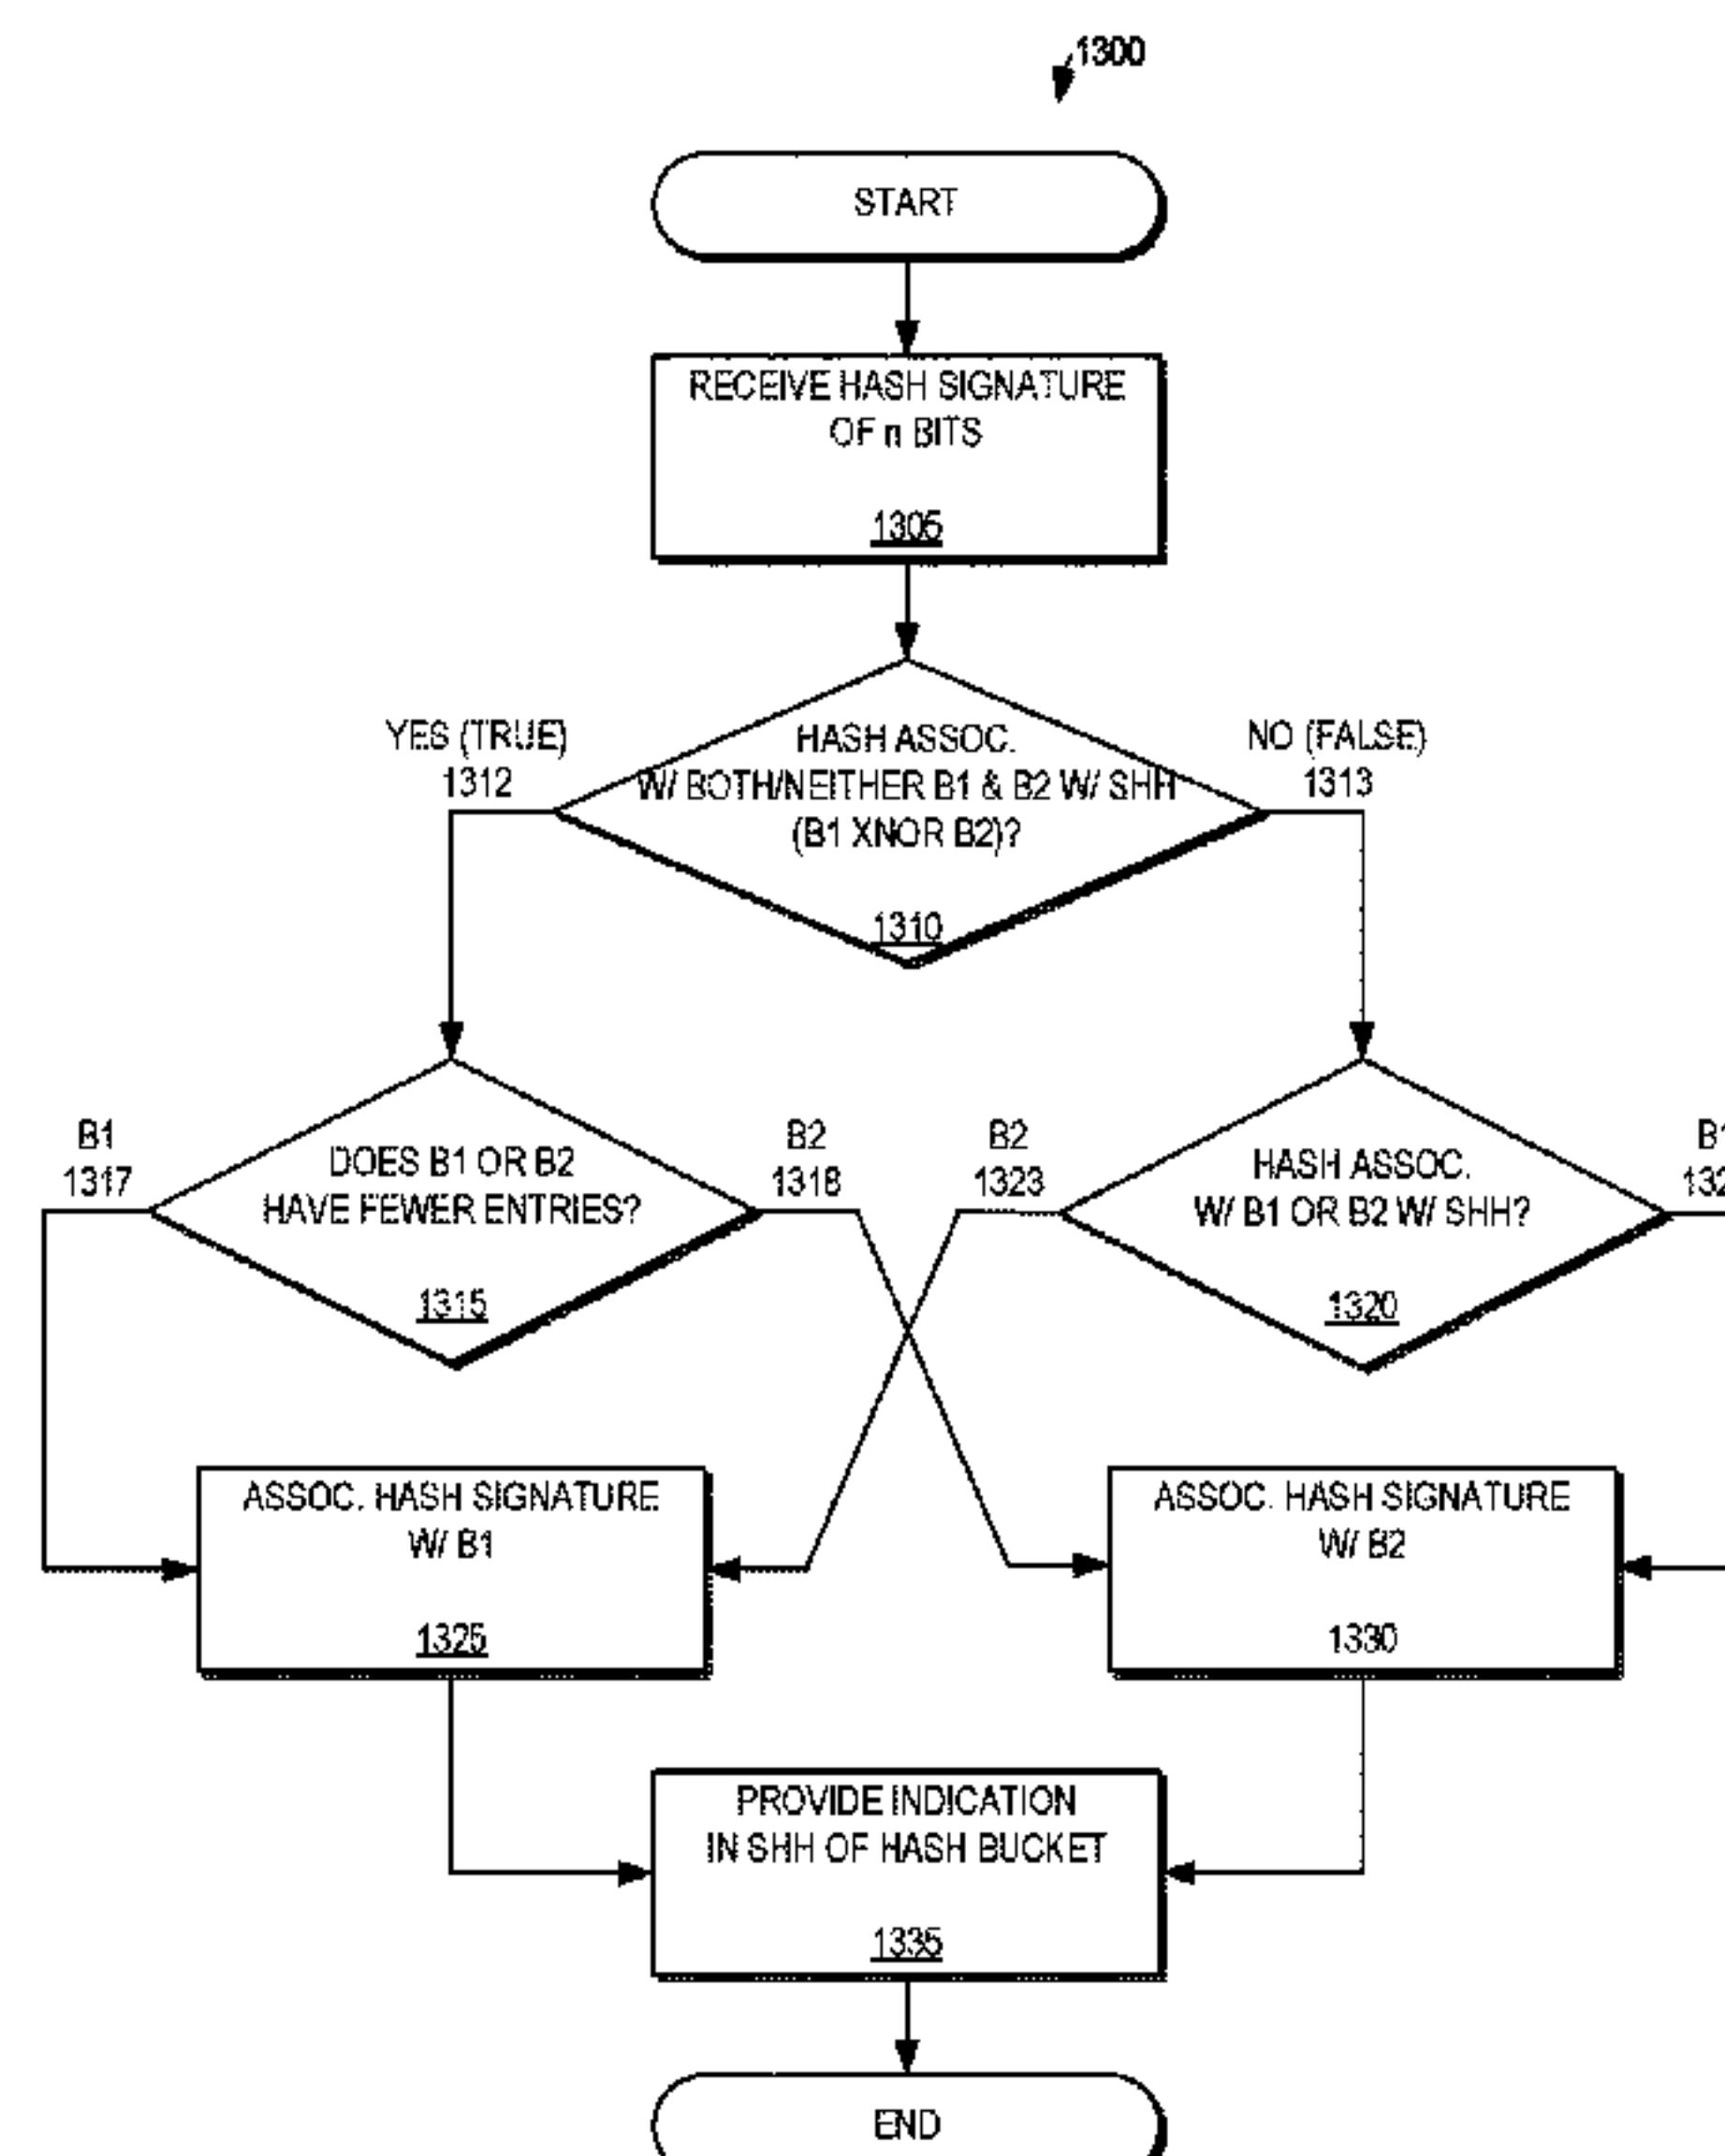 1300
START
RECEIVE HASH SIGNATURE
OF n BITS
1305
YES (TRUE)
1312
HASH ASSOC.
W/ BOTH/NEITHER B1 & B2 W/ SHH
(B1 XNOR B2)?
1310
NO (FALSE)
1313
B1
1317
DOES B1 OR B2
HAVE FEWER ENTRIES?
1315
B2
1318
B2
1323
HASH ASSOC.
W/ B1 OR B2 W/ SHH?
1320
B1
ASSOC. HASH SIGNATURE
W/ B1
1325
ASSOC. HASH SIGNATURE
W/ B2
1330
PROVIDE INDICATION
IN SHH OF HASH BUCKET
1335
END